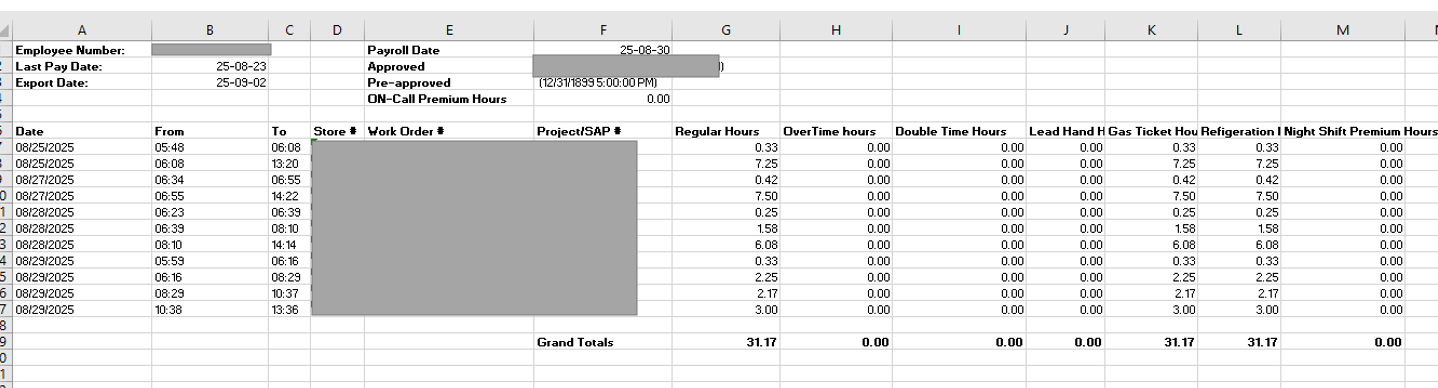 A B C D E F G H I J K L M
Employee Number: Payroll Date 25-08-30
2 Last Pay Date: 25-08-23 Approved )
3 Export Date: 25-09-02 Pre-approved (12/31/1899 5:00:00 PM)
4 ON-Call Premium Hours 0.00
5
6 Date From To Store # Work Order # Project/SAP # Regular Hours OverTime hours Double Time Hours Lead Hand H Gas Ticket Hou Refigeration Night Shift Premium Hours
7 08/25/2025 05:48 06:08 0.33 0.00 0.00 0.00 0.33 0.33 0.00
8 08/25/2025 06:08 13:20 7.25 0.00 0.00 0.00 7.25 7.25 0.00
9 08/27/2025 06:34 06:55 0.42 0.00 0.00 0.00 0.42 0.42 0.00
0 08/27/2025 06:55 14:22 7.50 0.00 0.00 0.00 7.50 7.50 0.00
1 08/28/2025 06:23 06:39 0.25 0.00 0.00 0.00 0.25 0.25 0.00
2 08/28/2025 06:39 08:10 1.58 0.00 0.00 0.00 1.58 1.58 0.00
3 08/28/2025 08:10 14:14 6.08 0.00 0.00 0.00 6.08 6.08 0.00
4 08/29/2025 05:59 06:16 0.33 0.00 0.00 0.00 0.33 0.33 0.00
5 08/29/2025 06:16 08:29 2.25 0.00 0.00 0.00 2.25 2.25 0.00
6 08/29/2025 08:29 10:37 2.17 0.00 0.00 0.00 2.17 2.17 0.00
7 08/29/2025 10:38 13:36 3.00 0.00 0.00 0.00 3.00 3.00 0.00
8
9 Grand Totals 31.17 0.00 0.00 0.00 31.17 31.17 0.00
0
1